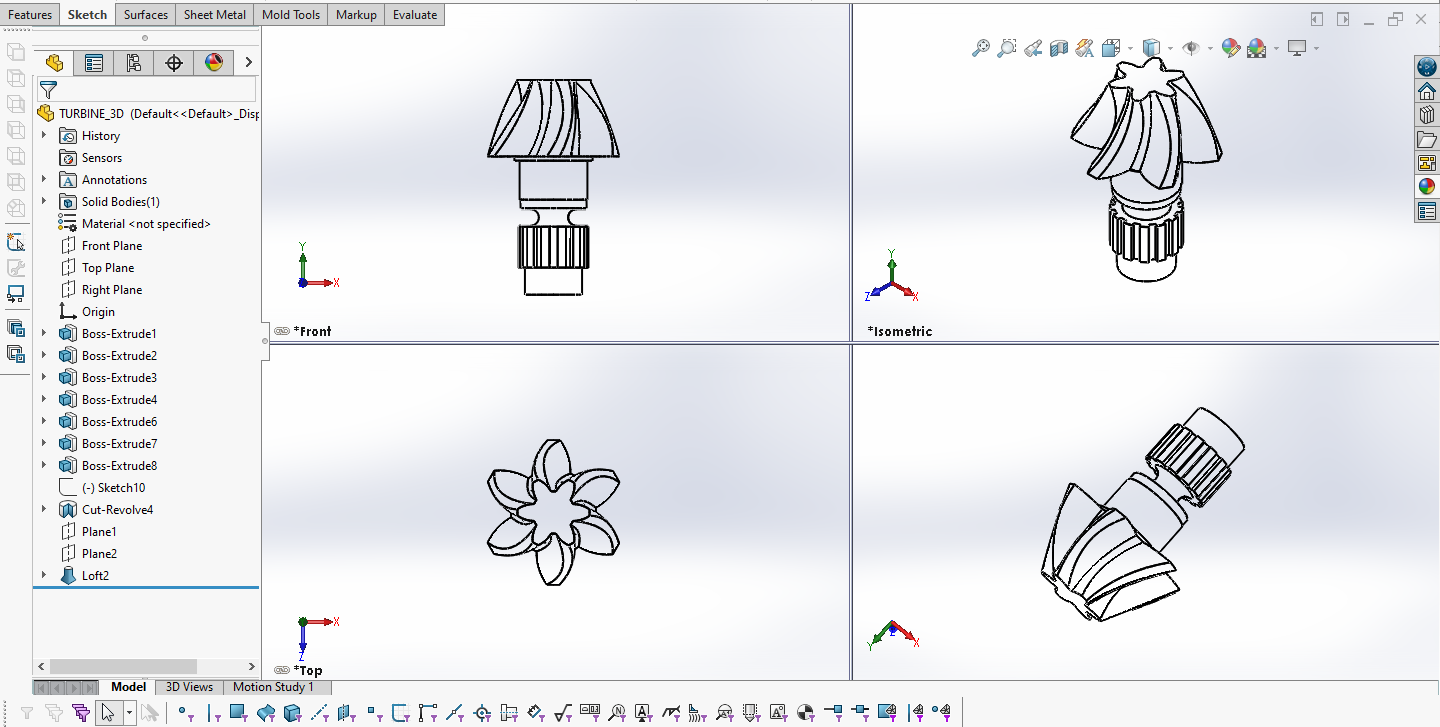 Features Sketch Surfaces Sheet Metal Mold Tools Markup Evaluate
TURBINE_3D (Default<<Default>_Disp
History
Sensors
Annotations
Solid Bodies(1)
Material <not specified>
Front Plane
Top Plane
Right Plane
Origin
Boss-Extrude1
Boss-Extrude2
Boss-Extrude3
Boss-Extrude4
Boss-Extrude6
Boss-Extrude7
Boss-Extrude8
(-) Sketch10
Cut-Revolve4
Plane1
Plane2
Loft2
Y
X
*Front
Y
Z
X
*Isometric
X
Z
*Top
Y
Z
X
Model 3D Views Motion Study 1